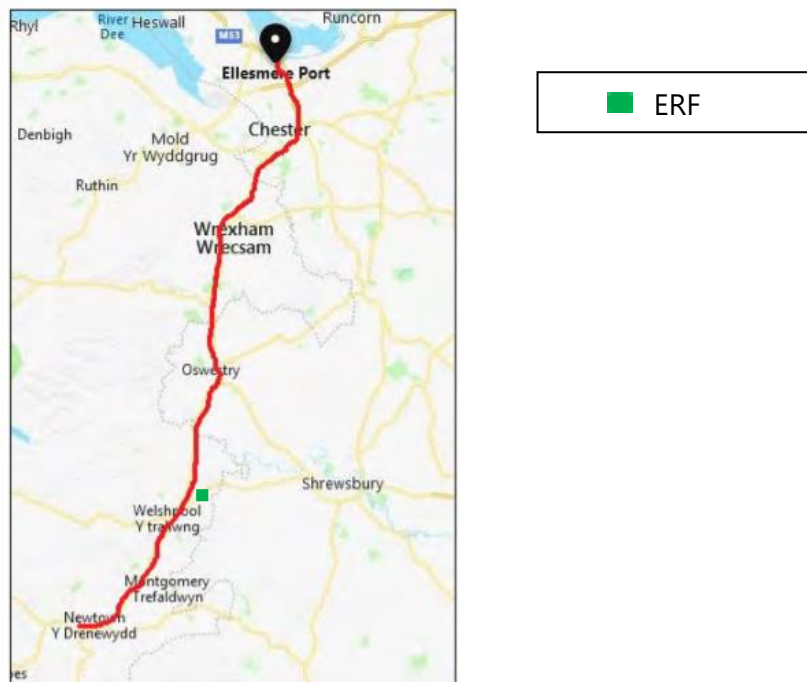 Rhyl
River Heswall
Dee
M53
Runcorn
Ellesmere Port
Denbigh
Chester
Mold
Yr Wyddgrug
Ruthin
Wrexham
Wrecsam
Oswestry
Shrewsbury
Welshpool
Y trallwng
Montgomery
Trefaldwyn
Newtown
Y Drenewydd
es
ERF